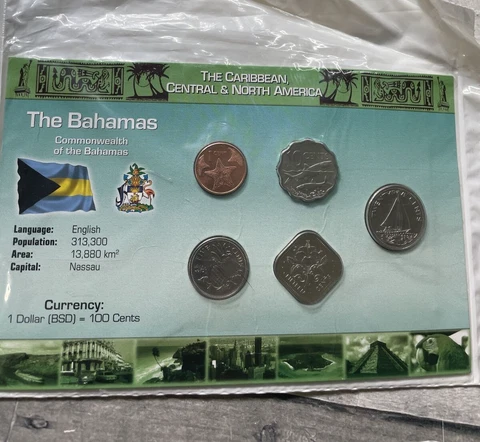 THE CARIBBEAN,
CENTRAL & NORTH AMERICA
The Bahamas
Commonwealth
of the Bahamas
Language: English
Population: 313,300
Area: 13,880 km²
Capital: Nassau
Currency:
1 Dollar (BSD) = 100 Cents